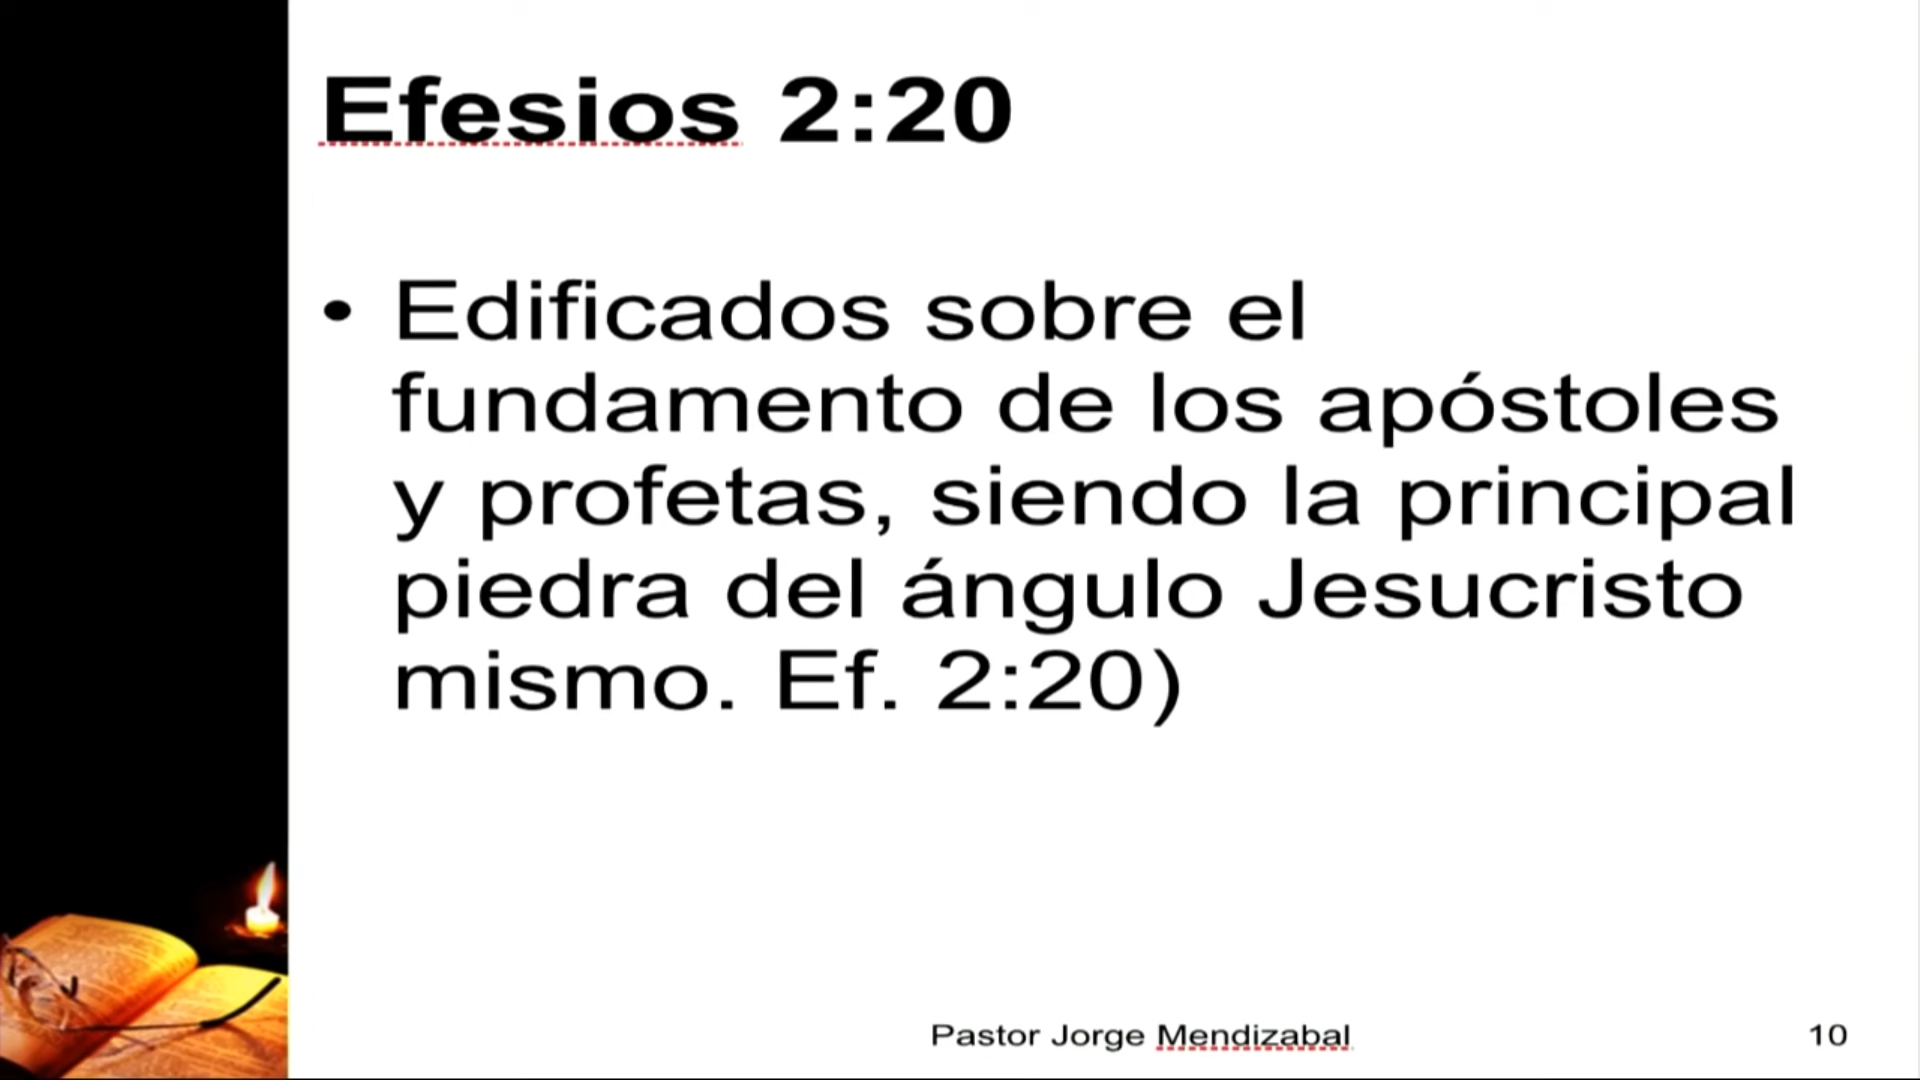 Efesios 2:20
• Edificados sobre el
fundamento de los apóstoles
y profetas, siendo la principal
piedra del ángulo Jesucristo
mismo. Ef. 2:20)
Pastor Jorge Mendizabal
10